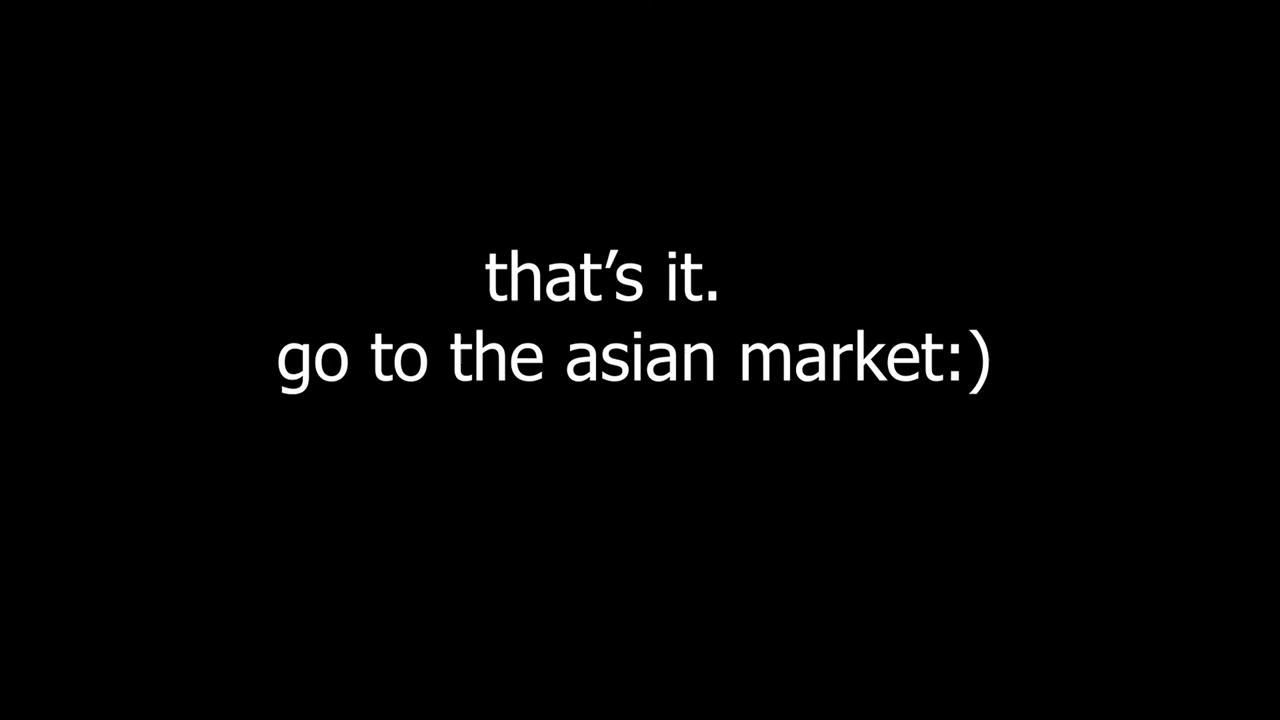 that’s it.
go to the asian market:)